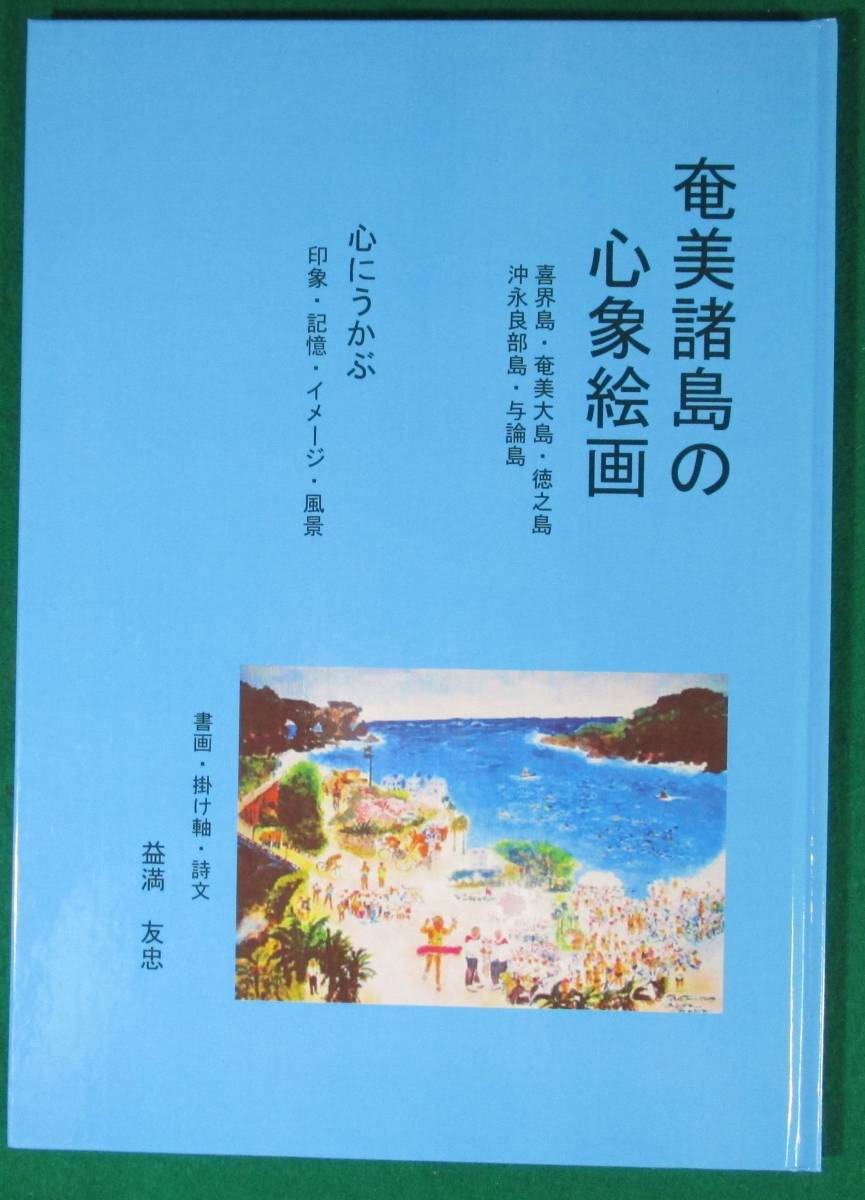 奄美諸島の
心象絵画
喜界島・奄美大島・徳之島
沖永良部島・与論島
心にうかぶ
印象・記憶・イメージ・風景
書画・掛け軸・詩文
益満 友忠